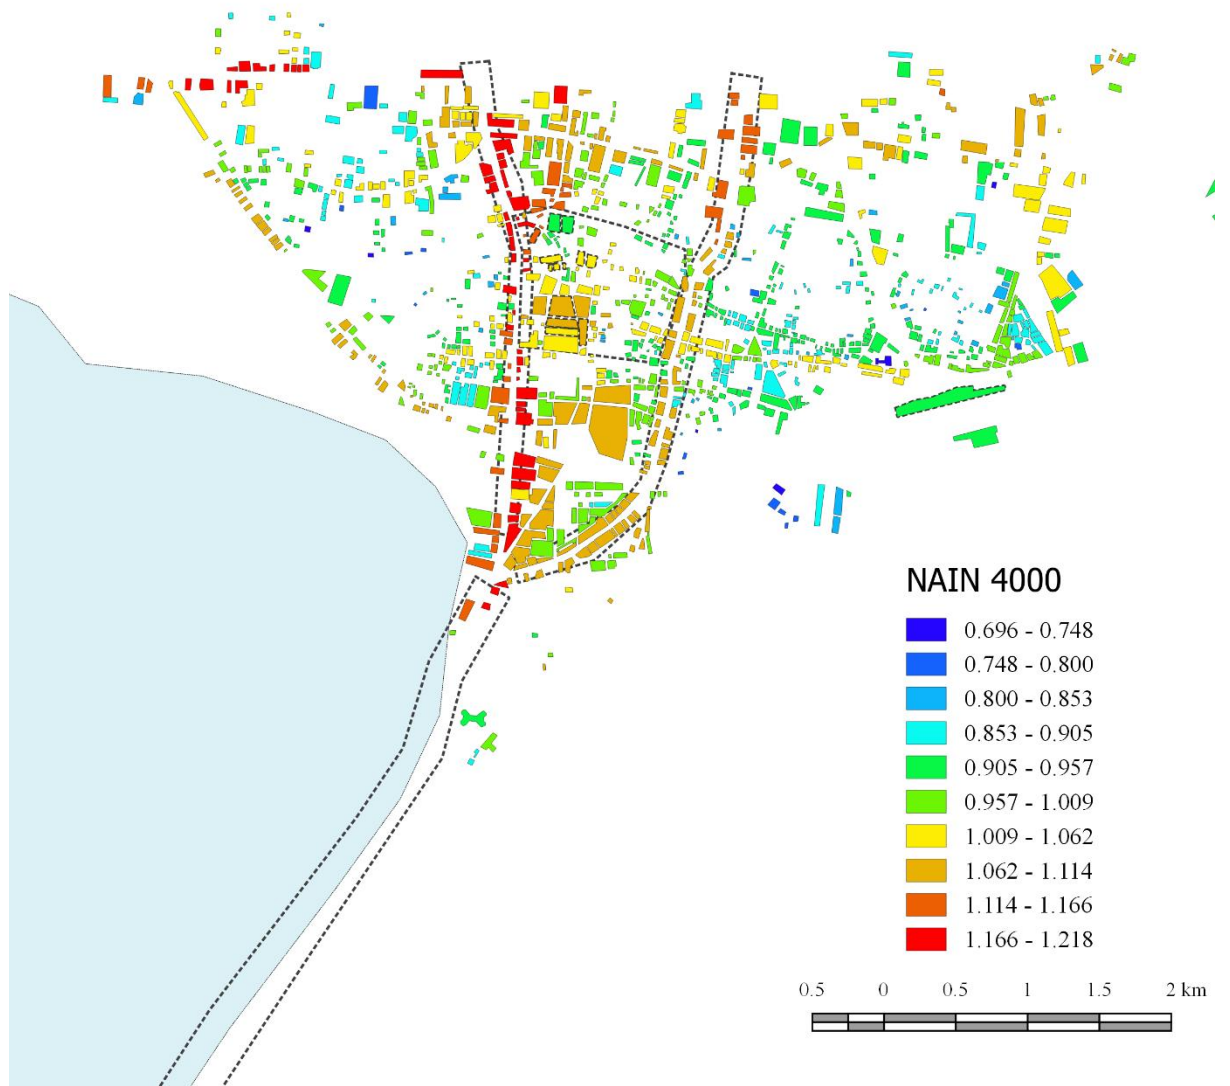 NAIN 4000
0.696 - 0.748
0.748 - 0.800
0.800 - 0.853
0.853 - 0.905
0.905 - 0.957
0.957 - 1.009
1.009 - 1.062
1.062 - 1.114
1.114 - 1.166
1.166 - 1.218
0.5 0 0.5 1 1.5 2 km